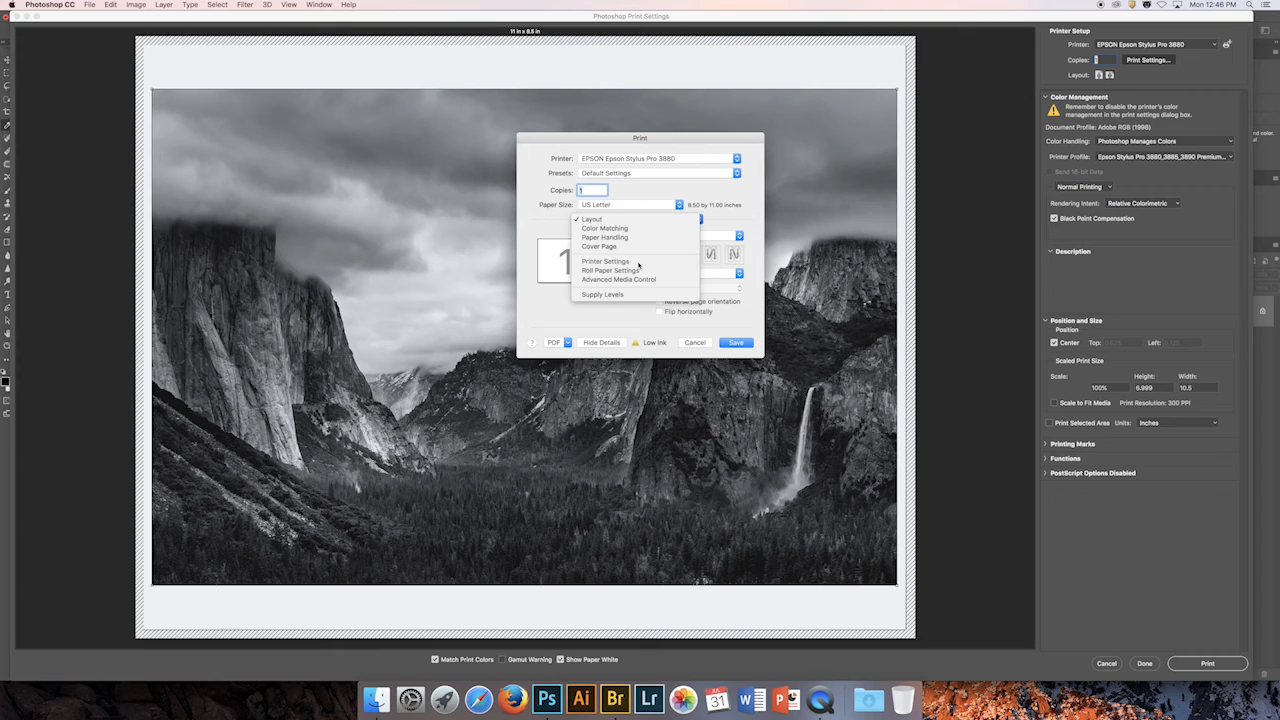 Photoshop CC File Edit Image Layer Type Select Filter 3D View Window Help
Mon 12:46 PM
Photoshop Print Settings
11 in x 8.5 in
Printer Setup
Printer: EPSON Epson Stylus Pro 3880
Copies: 1 Print Settings...
Layout:
Color Management
Remember to disable the printer's color
management in the print settings dialog box.
Document Profile: Adobe RGB (1998)
Color Handling: Photoshop Manages Colors
Printer Profile: Epson Stylus Pro 3880_3885_3890 Premium...
Send 16-bit Data
Normal Printing
Rendering Intent: Relative Colorimetric
Black Point Compensation
Description
Position and Size
Position
Center Top: Left:
Scaled Print Size
Scale: Height: Width:
100% 6.999 10.5
Scale to Fit Media Print Resolution: 300 PPI
Print Selected Area Units: Inches
Printing Marks
Functions
PostScript Options Disabled
Cancel Done Print
Print
Printer: EPSON Epson Stylus Pro 3880
Presets: Default Settings
Copies: 1
Paper Size: US Letter 8.50 by 11.00 inches
✓ Layout
Color Matching
Paper Handling
Cover Page
Printer Settings
Roll Paper Settings
Advanced Media Control
Supply Levels
1
Reverse page orientation
Flip horizontally
? PDF Hide Details Low Ink Cancel Save
Match Print Colors Gamut Warning Show Paper White
Ps Ai Br Lr 31 W P